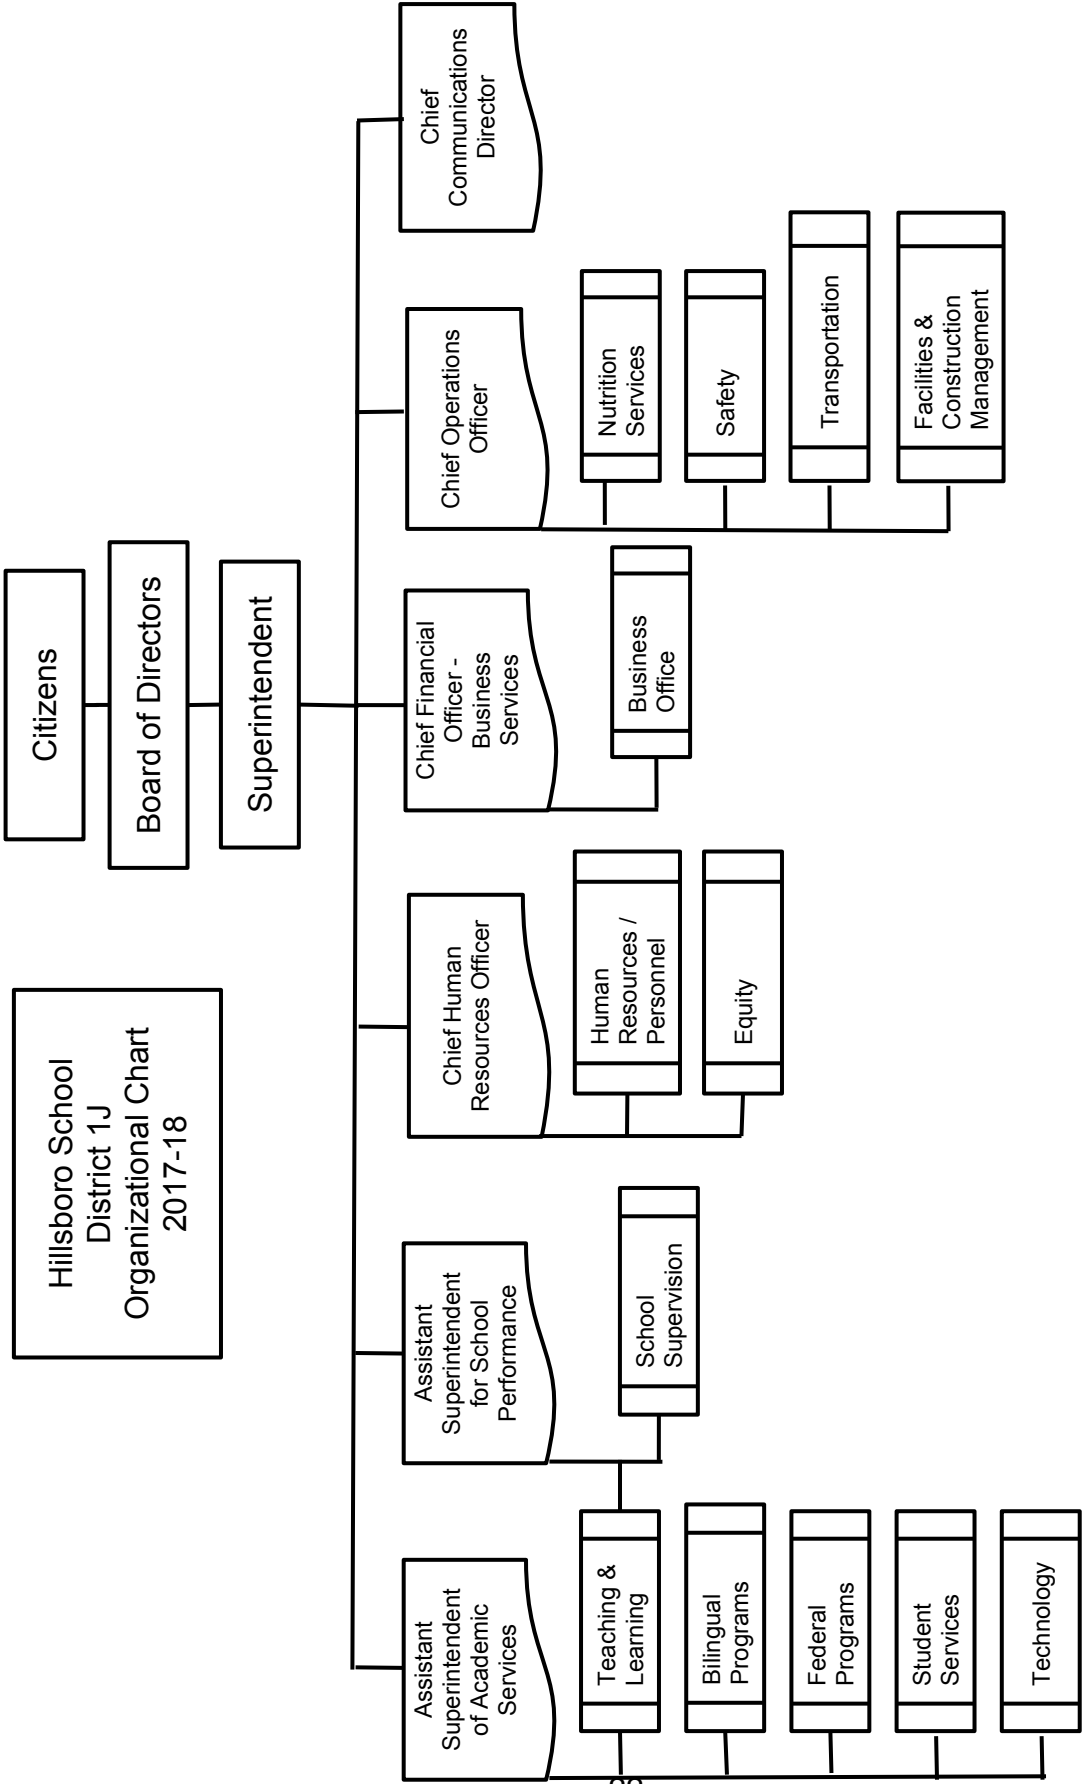 Hillsboro School
District 1J
Organizational Chart
2017-18
Citizens
Board of Directors
Superintendent
Assistant
Superintendent
of Academic
Services
Teaching &
Learning
Bilingual
Programs
Federal
Programs
Student
Services
Technology
Assistant
Superintendent
for School
Performance
School
Supervision
Chief Human
Resources Officer
Human
Resources /
Personnel
Equity
Chief Financial
Officer -
Business
Services
Business
Office
Chief Operations
Officer
Nutrition
Services
Safety
Transportation
Facilities &
Construction
Management
Chief
Communications
Director